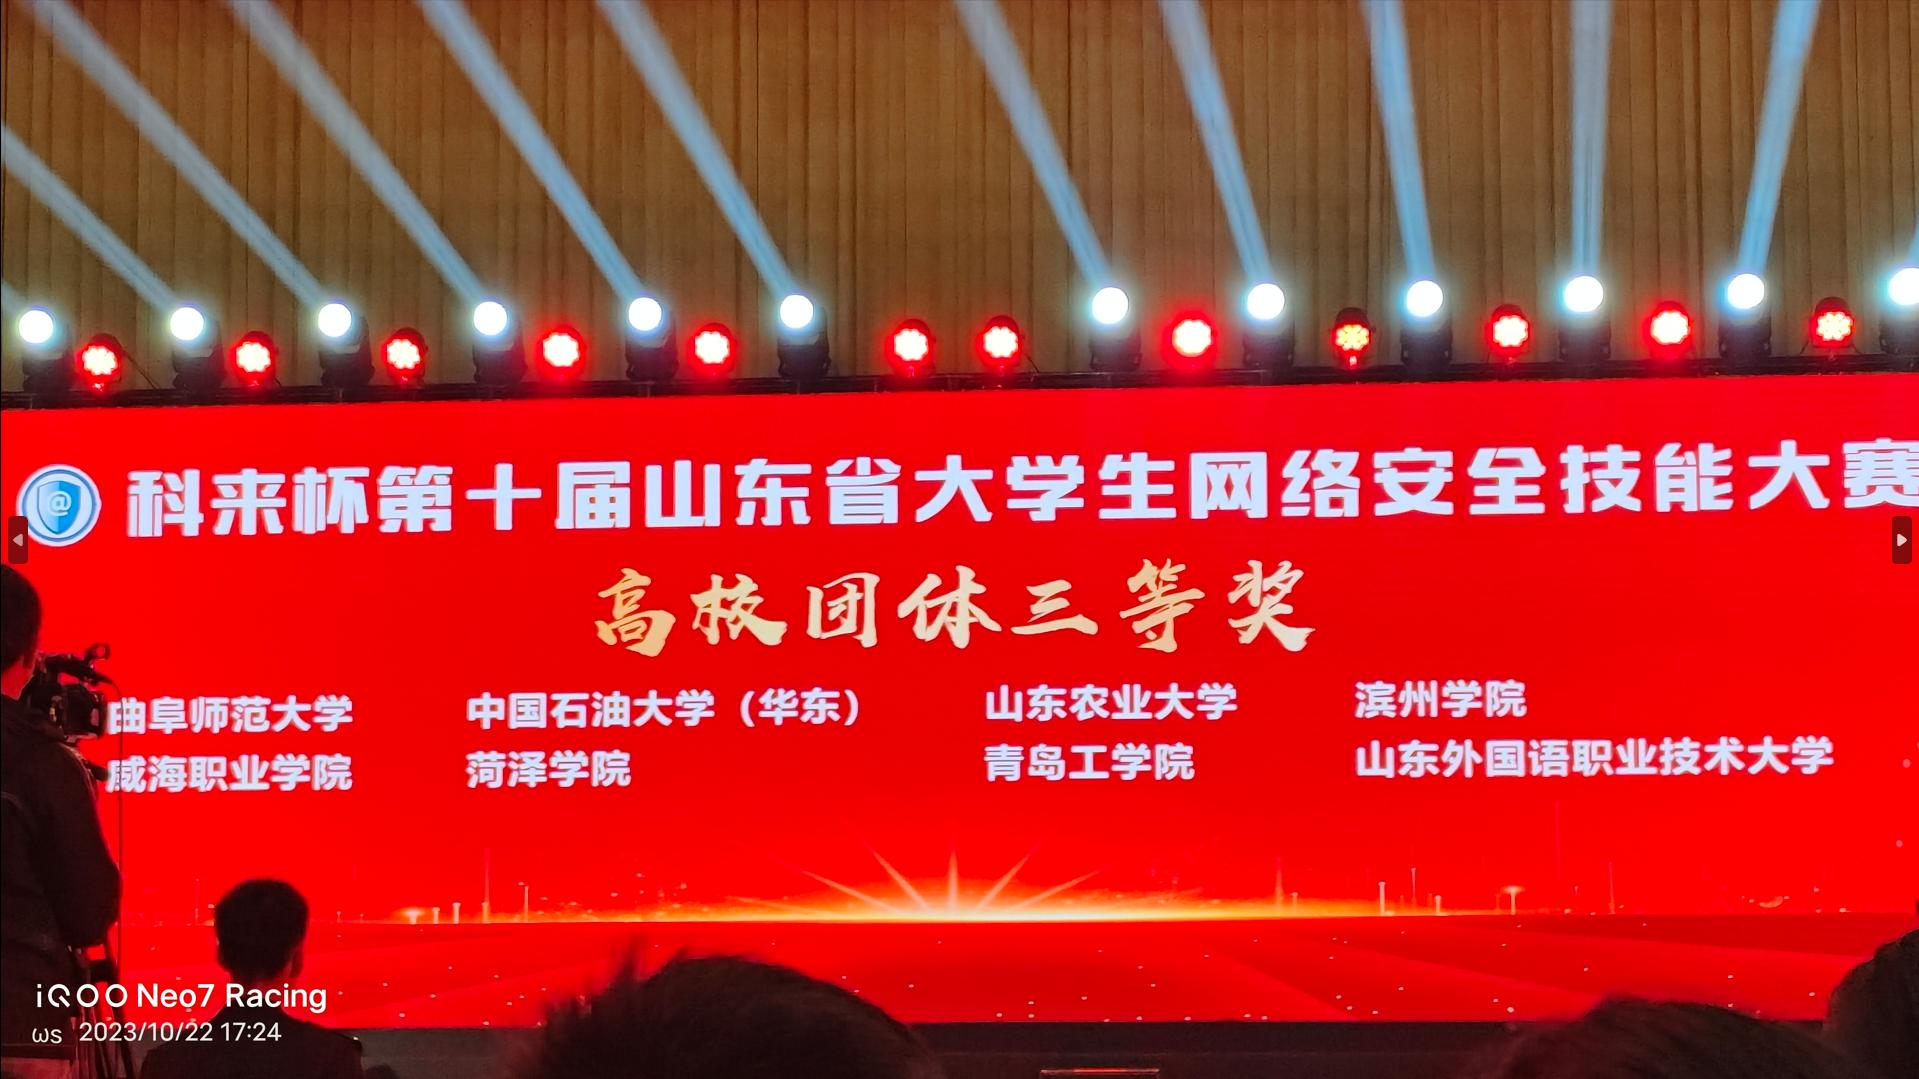 科来杯第十届山东省大学生网络安全技能大赛
高校团体三等奖
曲阜师范大学 中国石油大学（华东） 山东农业大学 滨州学院
威海职业学院 菏泽学院 青岛工学院 山东外国语职业技术大学
iQOO Neo7 Racing
ωs 2023/10/22 17:24